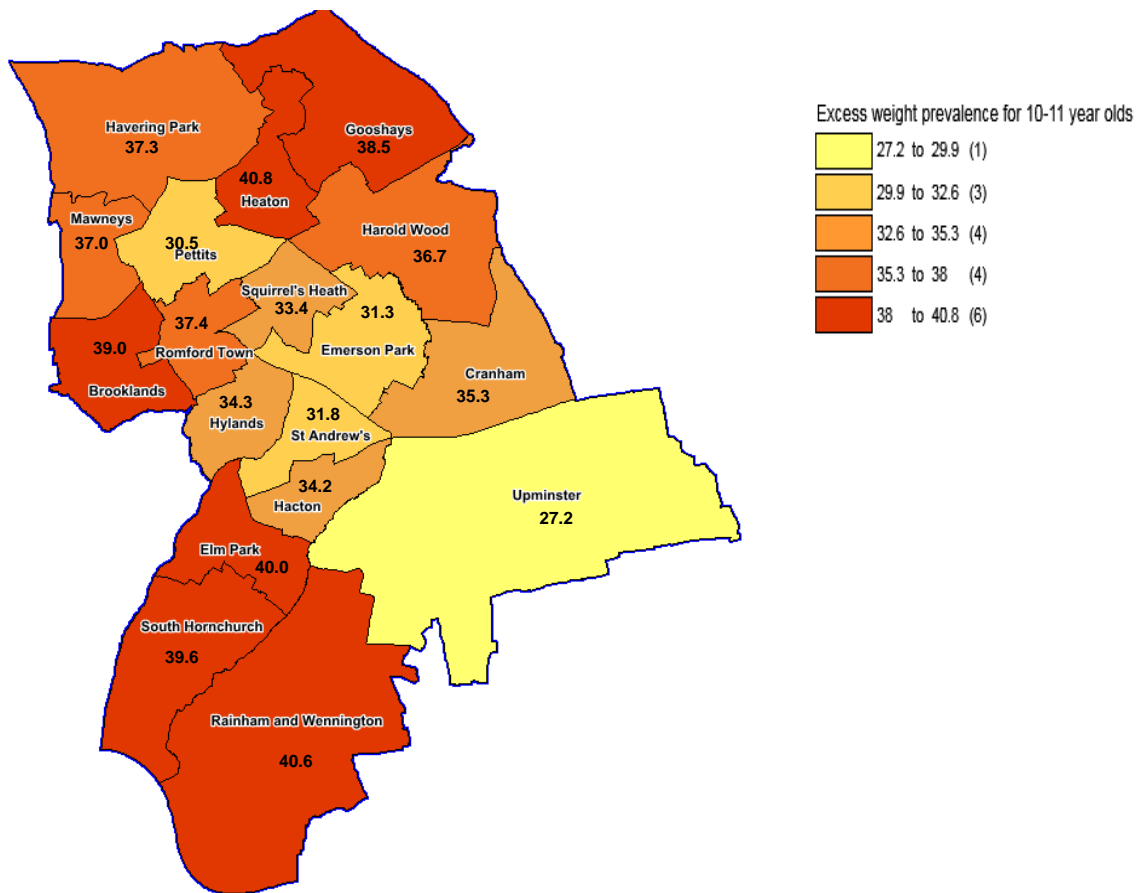 Excess weight prevalence for 10-11 year olds
27.2 to 29.9 (1)
29.9 to 32.6 (3)
32.6 to 35.3 (4)
35.3 to 38 (4)
38 to 40.8 (6)
Havering Park
37.3
Gooshays
38.5
40.8
Heaton
Mawneys
37.0
30.5
Pettits
Harold Wood
36.7
Squirrel's Heath
33.4
31.3
Emerson Park
37.4
Romford Town
39.0
Brooklands
Cranham
35.3
34.3
Hylands
31.8
St Andrew's
34.2
Hacton
Upminster
27.2
Elm Park
40.0
South Hornchurch
39.6
Rainham and Wennington
40.6